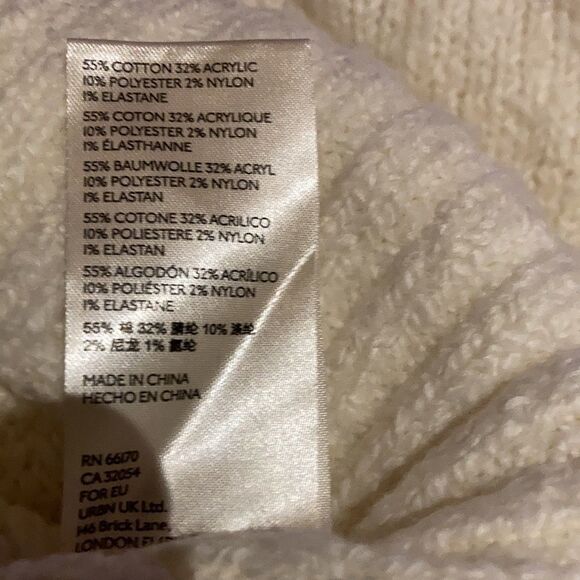 55% COTTON 32% ACRYLIC
10% POLYESTER 2% NYLON
1% ELASTANE
55% COTON 32% ACRYLIQUE
10% POLYESTER 2% NYLON
1% ÉLASTHANNE
55% BAUMWOLLE 32% ACRYL
10% POLYESTER 2% NYLON
1% ELASTAN
55% COTONE 32% ACRILICO
10% POLIESTERE 2% NYLON
1% ELASTAN
55% ALGODÓN 32% ACRÍLICO
10% POLIÉSTER 2% NYLON
1% ELASTANE
55% 棉 32% 腈纶 10% 涤纶
2% 尼龙 1% 氨纶
MADE IN CHINA
HECHO EN CHINA
RN 66170
CA 32054
FOR EU
URBN UK Ltd.
146 Brick Lane,
LONDON